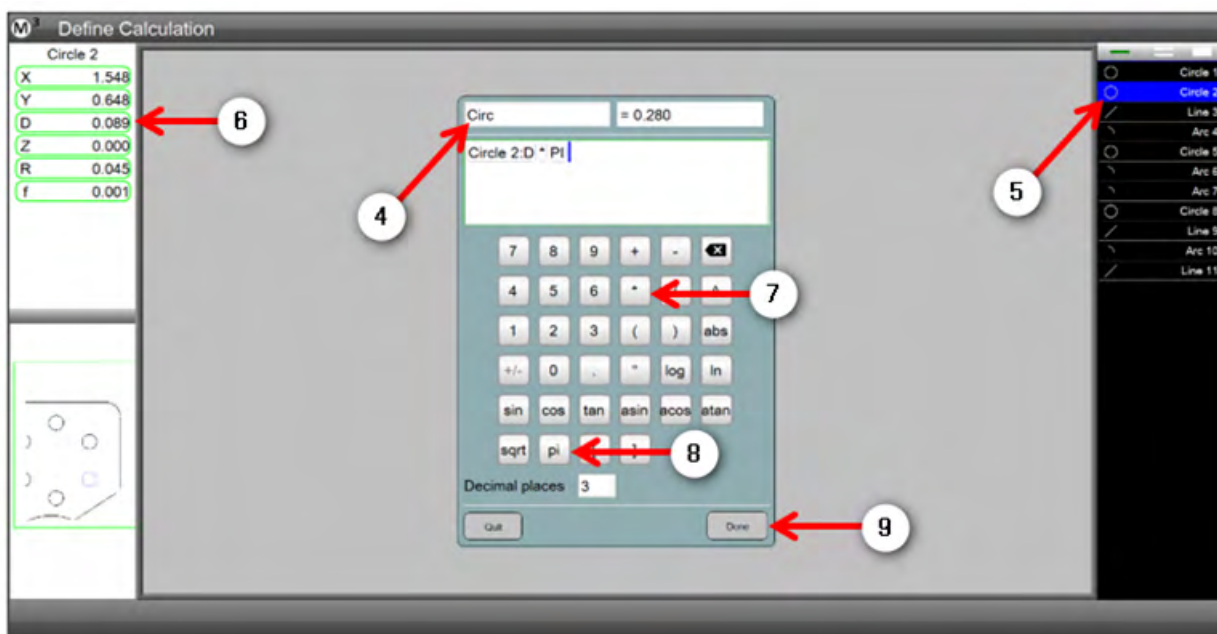 M3 Define Calculation
Circle 2
X 1.548
Y 0.648
D 0.089
Z 0.000
R 0.045
f 0.001
6
Circ = 0.280
4
Circle 2:D * PI
7 8 9 + -
4 5 6 *
7
1 2 3 ( ) abs
+/- 0 . log ln
sin cos tan asin acos atan
sqrt pi
8
Decimal places 3
Quit Done
9
5
Circle 1
Circle 2
Line 3
Arc 4
Circle 5
Arc 6
Arc 7
Circle 8
Line 9
Arc 10
Line 11